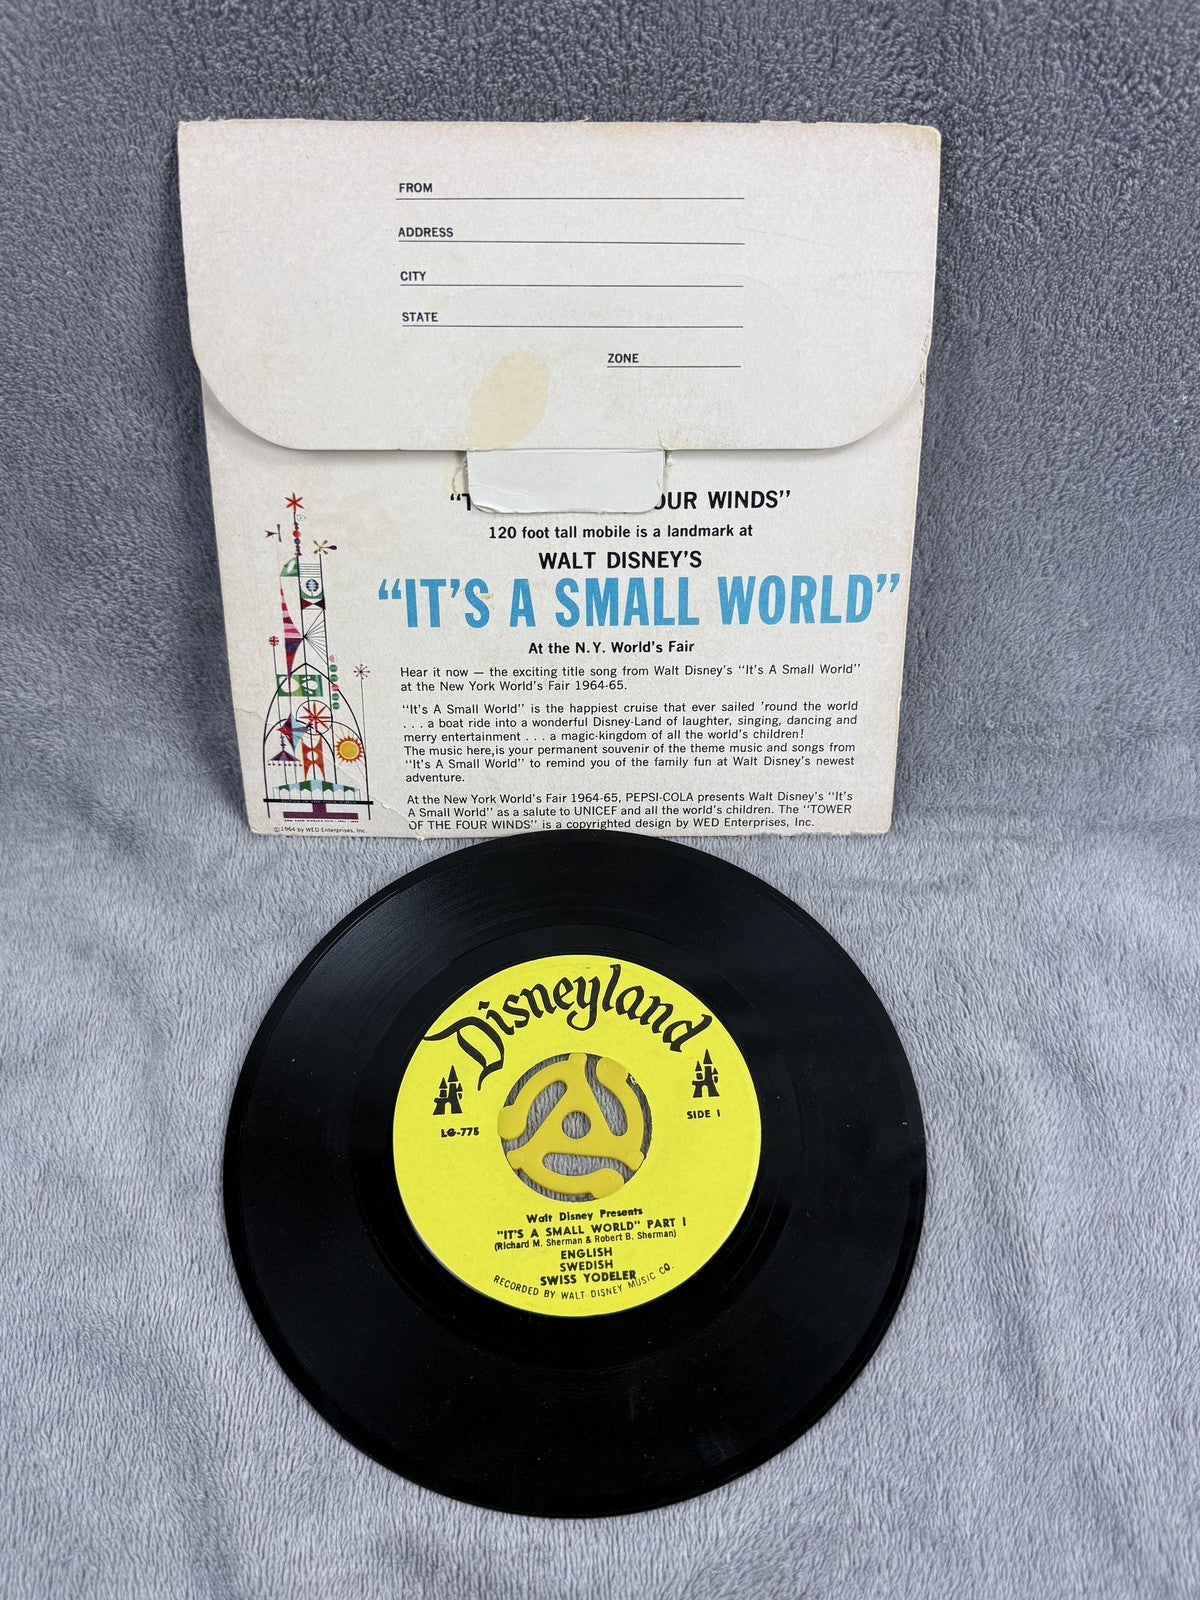 FROM
ADDRESS
CITY
STATE
ZONE
"T OUR WINDS"
120 foot tall mobile is a landmark at
WALT DISNEY'S
"IT'S A SMALL WORLD"
At the N.Y. World's Fair
Hear it now — the exciting title song from Walt Disney's "It's A Small World"
at the New York World's Fair 1964-65.
"It's A Small World" is the happiest cruise that ever sailed 'round the world
. . . a boat ride into a wonderful Disney-Land of laughter, singing, dancing and
merry entertainment . . . a magic-kingdom of all the world's children!
The music here, is your permanent souvenir of the theme music and songs from
"It's A Small World" to remind you of the family fun at Walt Disney's newest
adventure.
At the New York World's Fair 1964-65, PEPSI-COLA presents Walt Disney's "It's
A Small World" as a salute to UNICEF and all the world's children. The "TOWER
OF THE FOUR WINDS" is a copyrighted design by WED Enterprises, Inc.
©1964 by WED Enterprises, Inc.
Disneyland
LG-775
SIDE 1
Walt Disney Presents
"IT'S A SMALL WORLD" PART 1
(Richard M. Sherman & Robert B. Sherman)
ENGLISH
SWEDISH
SWISS YODELER
RECORDED BY WALT DISNEY MUSIC CO.